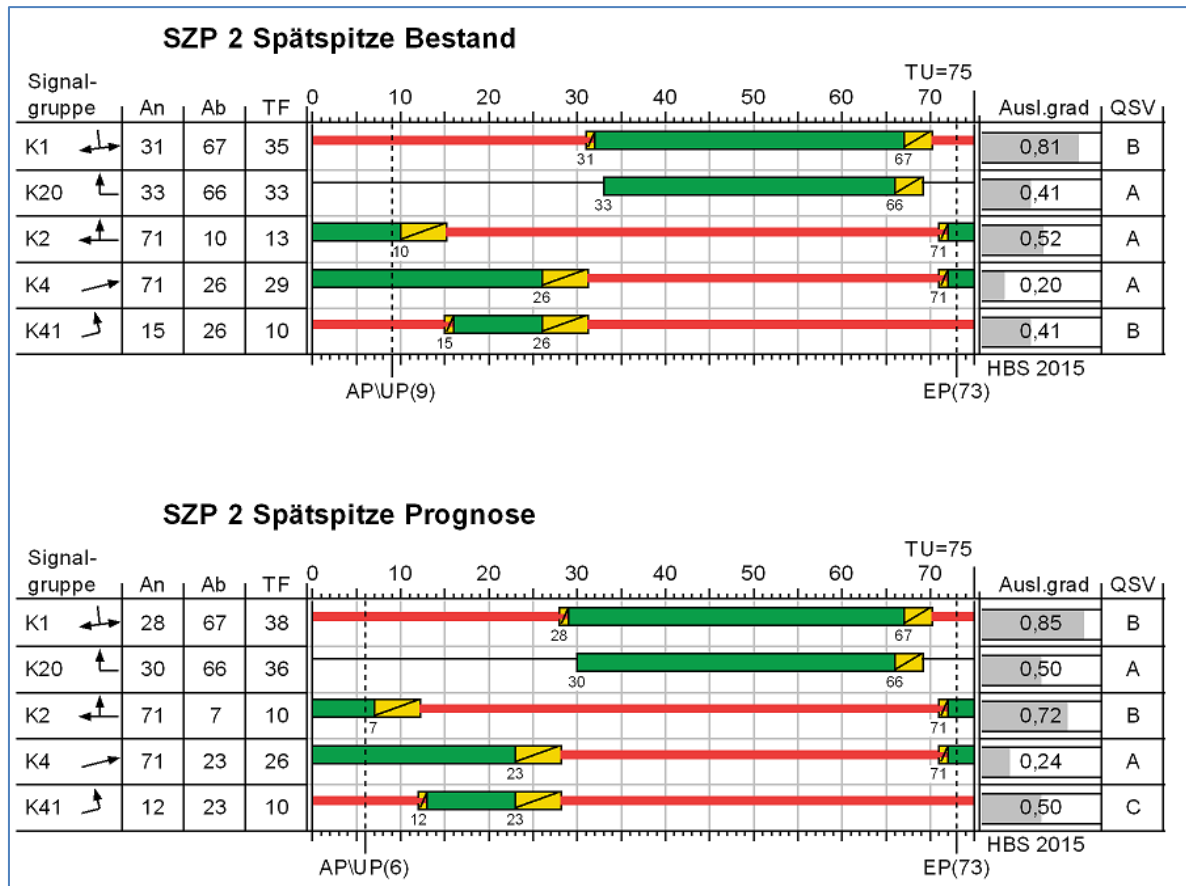 SZP 2 Spätspitze Bestand
TU=75
Signal-
gruppe An Ab TF 0 10 20 30 40 50 60 70 Ausl.grad QSV
K1 31 67 35 31 67 0,81 B
K20 33 66 33 33 66 0,41 A
K2 71 10 13 10 71 0,52 A
K4 71 26 29 26 71 0,20 A
K41 15 26 10 15 26 0,41 B
HBS 2015
AP\UP(9) EP(73)
SZP 2 Spätspitze Prognose
TU=75
Signal-
gruppe An Ab TF 0 10 20 30 40 50 60 70 Ausl.grad QSV
K1 28 67 38 28 67 0,85 B
K20 30 66 36 30 66 0,50 A
K2 71 7 10 7 71 0,72 B
K4 71 23 26 23 71 0,24 A
K41 12 23 10 12 23 0,50 C
HBS 2015
AP\UP(6) EP(73)